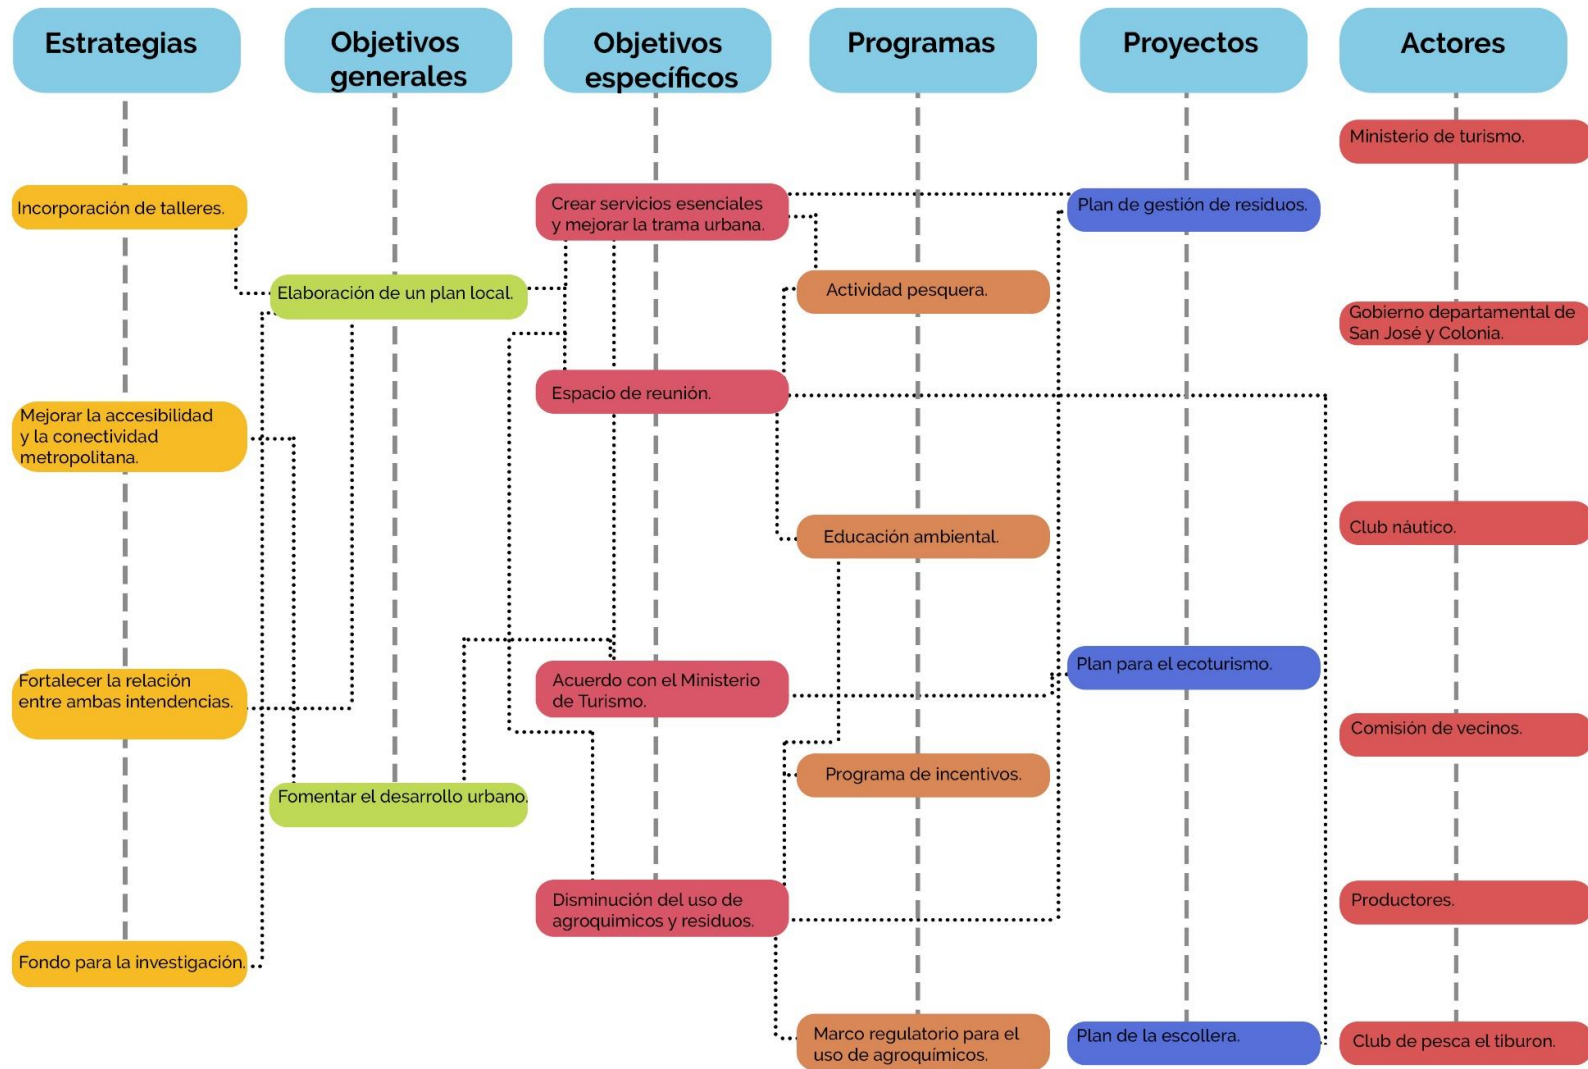 Estrategias
Objetivos
generales
Objetivos
específicos
Programas
Proyectos
Actores
Incorporación de talleres.
Mejorar la accesibilidad
y la conectividad
metropolitana.
Fortalecer la relación
entre ambas intendencias.
Fondo para la investigación.
Elaboración de un plan local.
Fomentar el desarrollo urbano.
Crear servicios esenciales
y mejorar la trama urbana.
Espacio de reunión.
Acuerdo con el Ministerio
de Turismo.
Disminución del uso de
agroquimicos y residuos.
Actividad pesquera.
Educación ambiental.
Programa de incentivos.
Marco regulatorio para el
uso de agroquímicos.
Plan de gestión de residuos.
Plan para el ecoturismo.
Plan de la escollera.
Ministerio de turismo.
Gobierno departamental de
San José y Colonia.
Club náutico.
Comisión de vecinos.
Productores.
Club de pesca el tiburon.